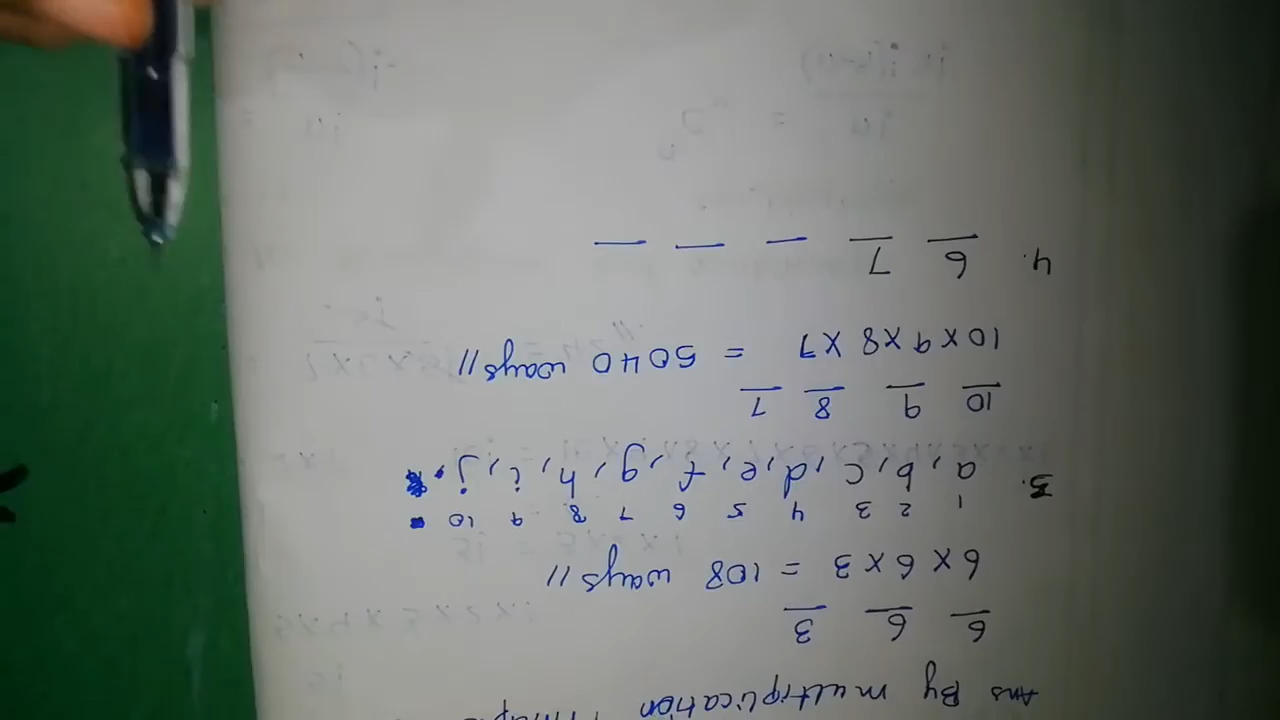 Ans By multiplication
6 6 3
6 x 6 x 3 = 108 ways //
1 2 3 4 5 6 7 8 9 10
3. a, b, c, d, e, f, g, h, i, j.
10 9 8 7
10 x 9 x 8 x 7 = 5040 ways //
4. 6 7 _ _ _